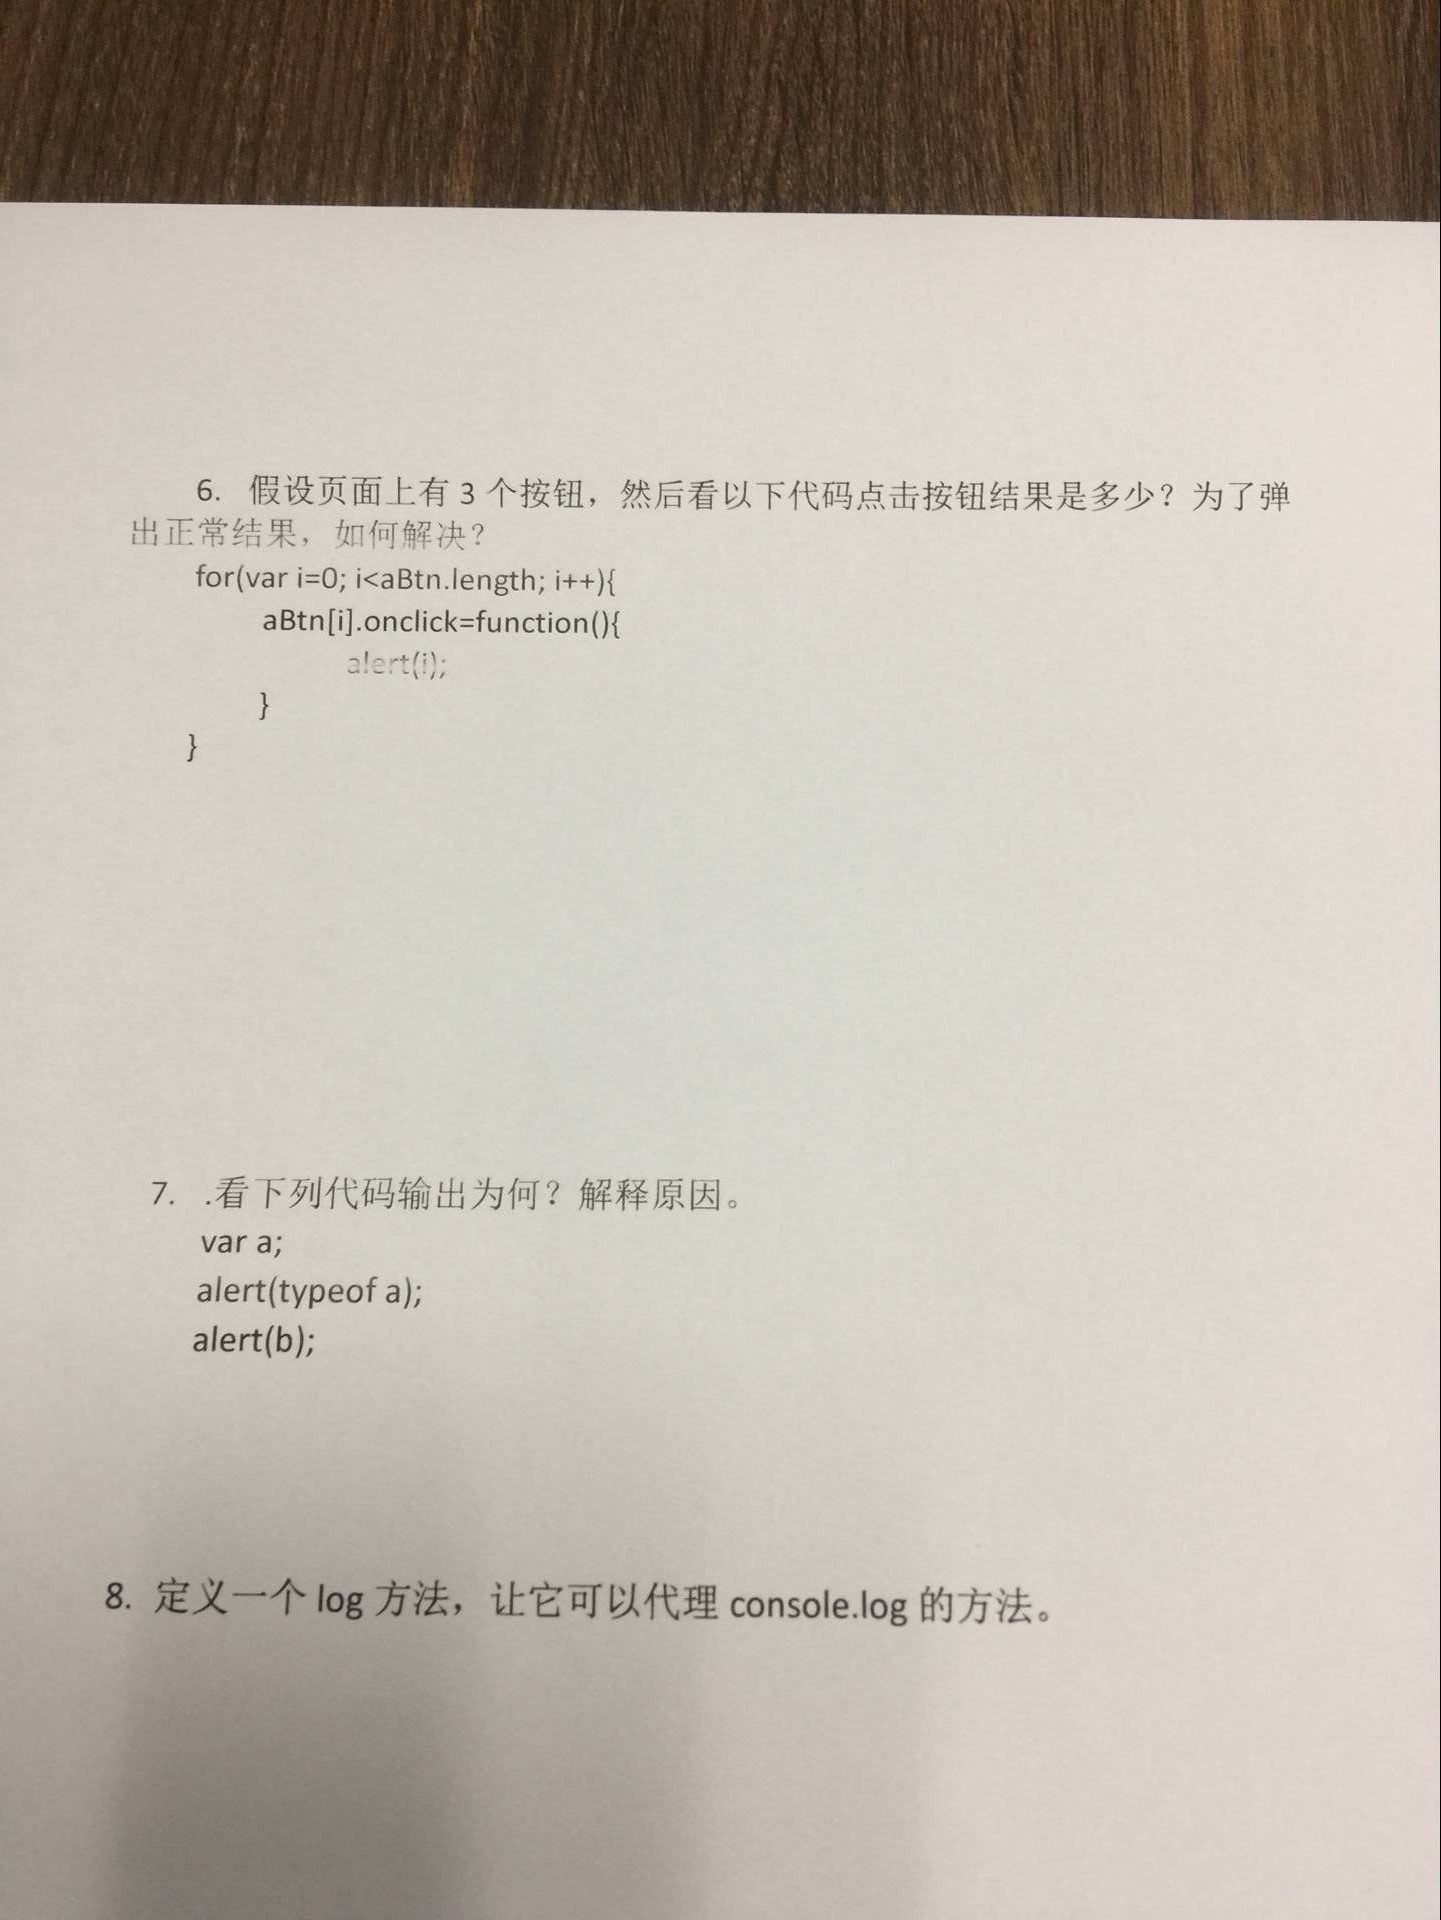 6. 假设页面上有 3 个按钮，然后看以下代码点击按钮结果是多少？为了弹
出正常结果，如何解决？
for(var i=0; i<aBtn.length; i++){
aBtn[i].onclick=function(){
alert(i);
}
}
7. .看下列代码输出为何？解释原因。
var a;
alert(typeof a);
alert(b);
8. 定义一个 log 方法，让它可以代理 console.log 的方法。